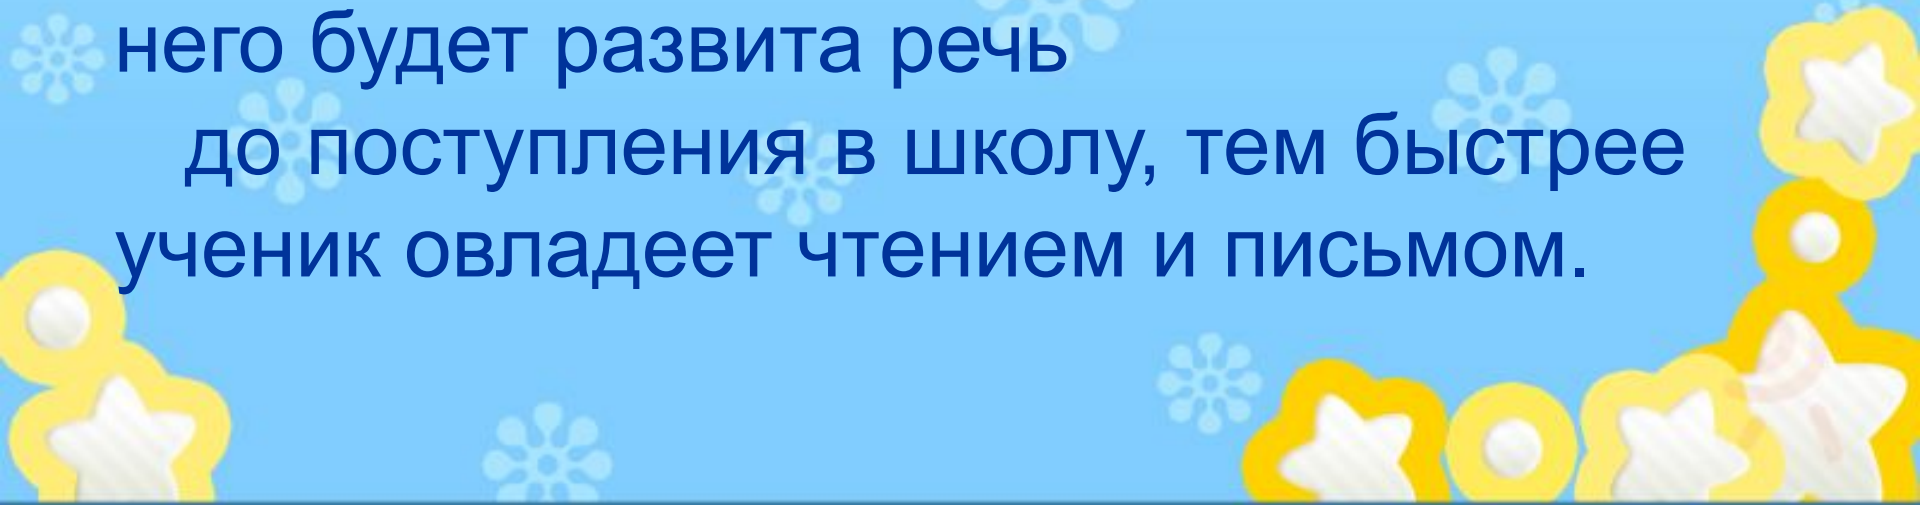 него будет развита речь
до поступления в школу, тем быстрее
ученик овладеет чтением и письмом.